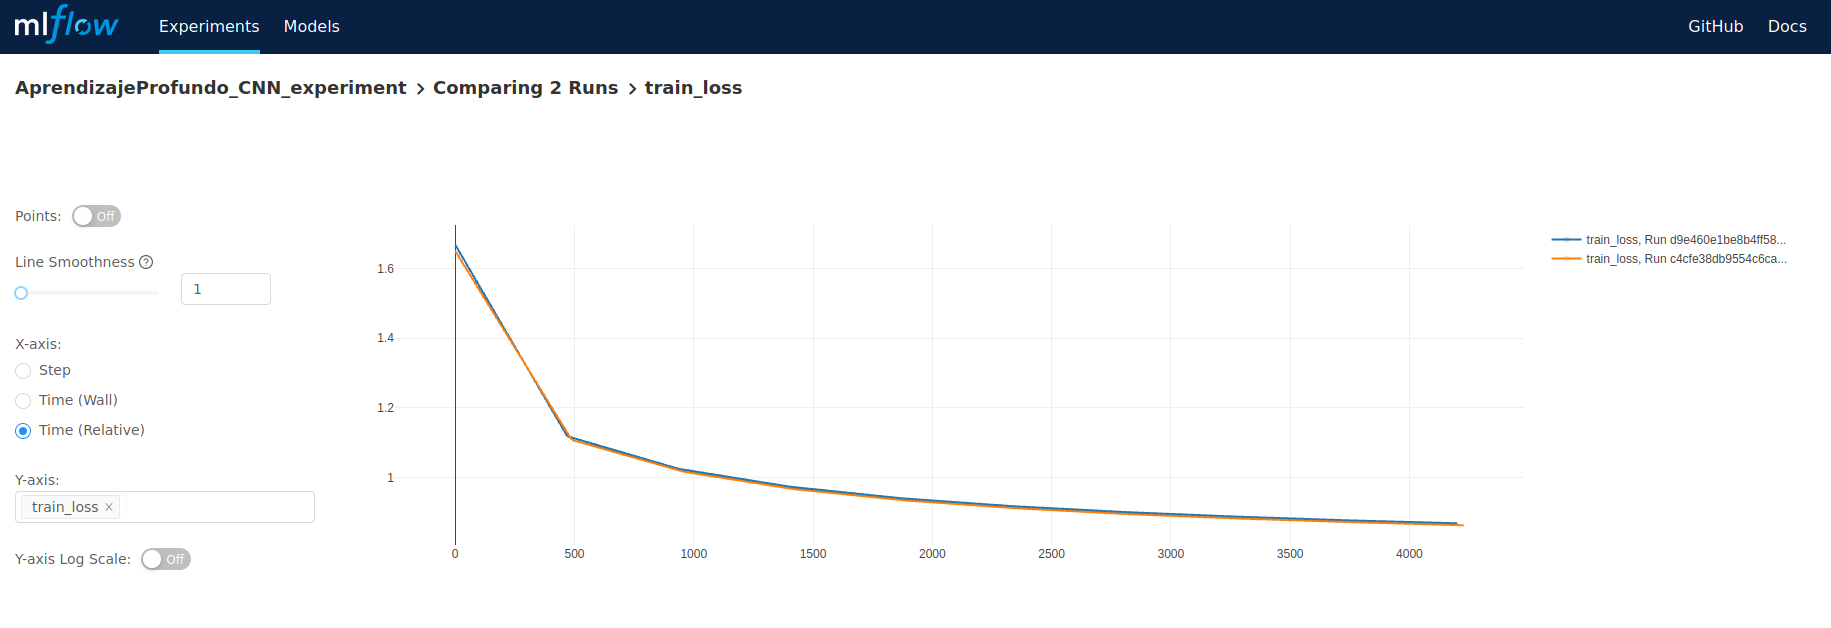 mlflow Experiments Models GitHub Docs
AprendizajeProfundo_CNN_experiment > Comparing 2 Runs > train_loss
Points: Off
Line Smoothness ?
1
X-axis:
Step
Time (Wall)
Time (Relative)
Y-axis:
train_loss ×
Y-axis Log Scale: Off
1.6
1.4
1.2
1
0 500 1000 1500 2000 2500 3000 3500 4000
train_loss, Run d9e460e1be8b4ff58...
train_loss, Run c4cfe38db9554c6ca...